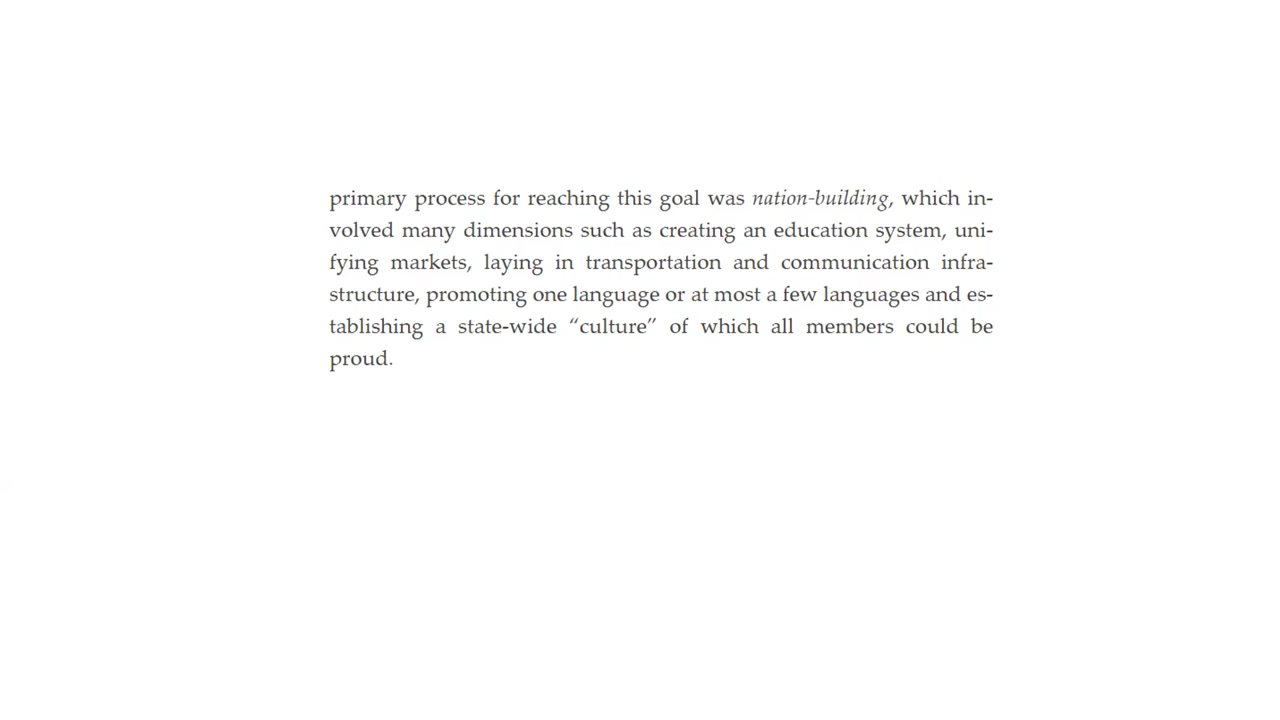 primary process for reaching this goal was nation-building, which in-
volved many dimensions such as creating an education system, uni-
fying markets, laying in transportation and communication infra-
structure, promoting one language or at most a few languages and es-
tablishing a state-wide “culture” of which all members could be
proud.